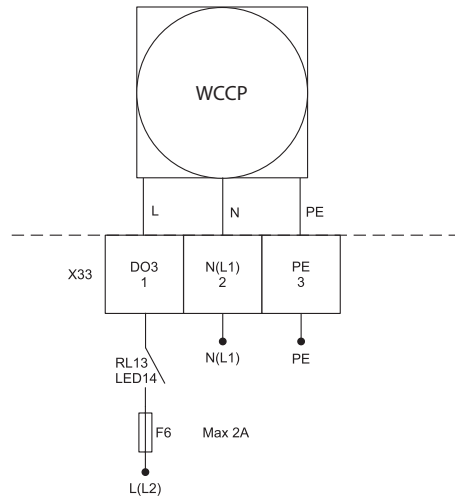 WCCP
L
N
PE
X33
DO3
1
N(L1)
2
PE
3
N(L1)
PE
RL13
LED14
F6
Max 2A
L(L2)